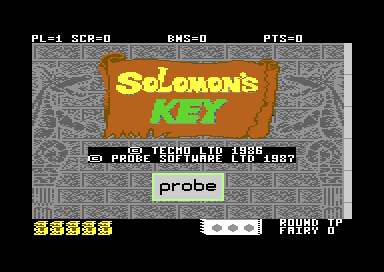 PL=1 SCR=0 BWS=0 PTS=0
SOLOMON'S
KEY
© TECMO LTD 1986
© PROBE SOFTWARE LTD 1987
probe
ROUND TP
FAIRY 0